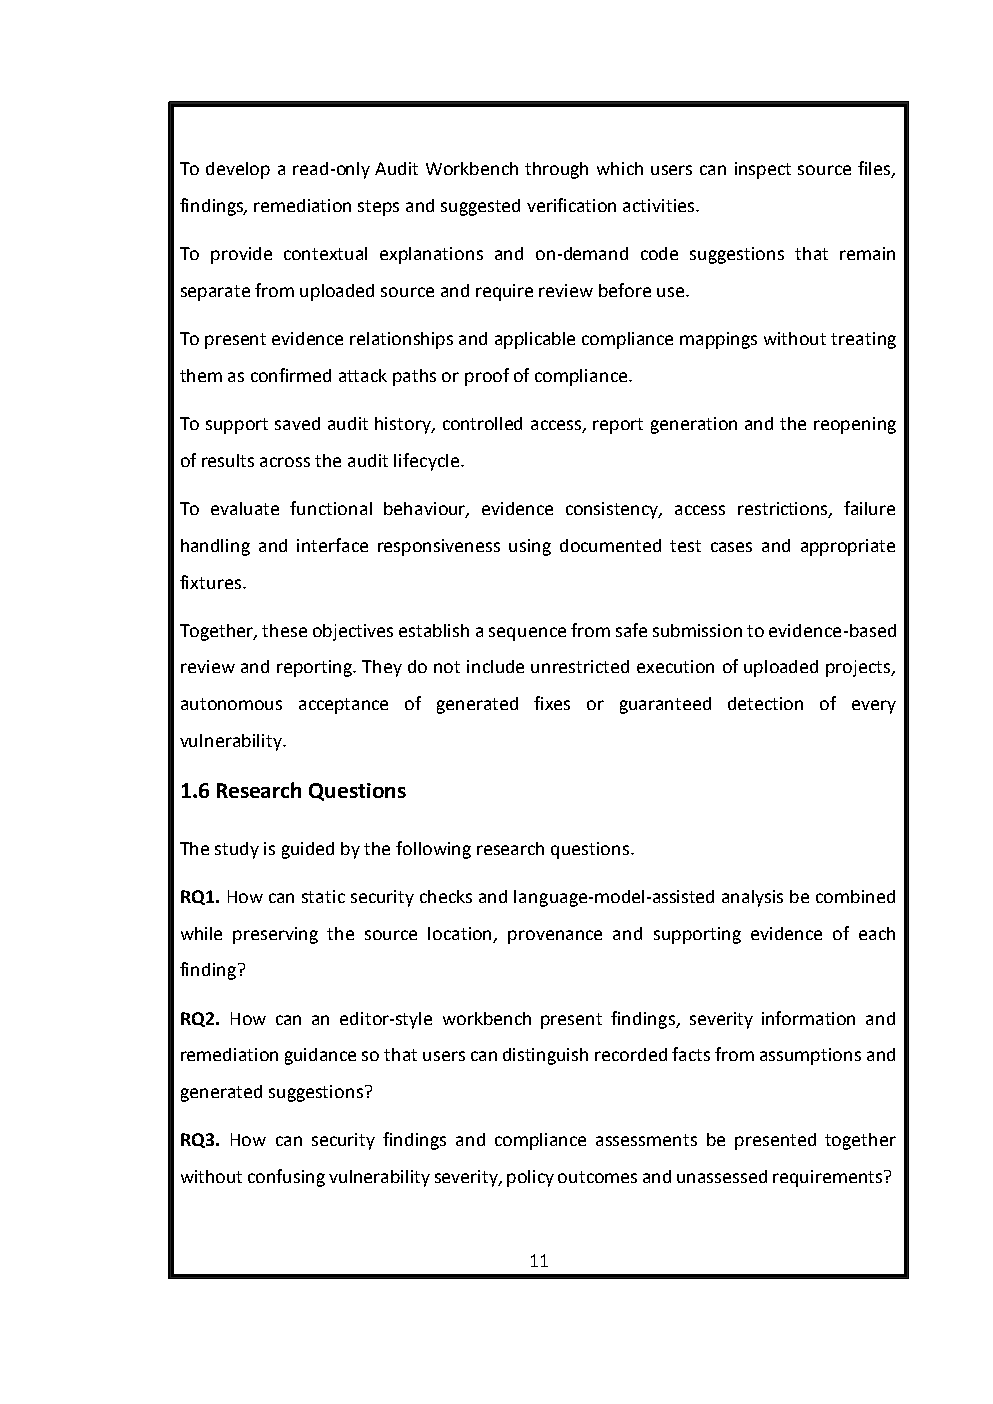 To develop a read-only Audit Workbench through which users can inspect source files,
findings, remediation steps and suggested verification activities.
To provide contextual explanations and on-demand code suggestions that remain
separate from uploaded source and require review before use.
To present evidence relationships and applicable compliance mappings without treating
them as confirmed attack paths or proof of compliance.
To support saved audit history, controlled access, report generation and the reopening
of results across the audit lifecycle.
To evaluate functional behaviour, evidence consistency, access restrictions, failure
handling and interface responsiveness using documented test cases and appropriate
fixtures.
Together, these objectives establish a sequence from safe submission to evidence-based
review and reporting. They do not include unrestricted execution of uploaded projects,
autonomous acceptance of generated fixes or guaranteed detection of every
vulnerability.
1.6 Research Questions
The study is guided by the following research questions.
RQ1. How can static security checks and language-model-assisted analysis be combined
while preserving the source location, provenance and supporting evidence of each
finding?
RQ2. How can an editor-style workbench present findings, severity information and
remediation guidance so that users can distinguish recorded facts from assumptions and
generated suggestions?
RQ3. How can security findings and compliance assessments be presented together
without confusing vulnerability severity, policy outcomes and unassessed requirements?
11